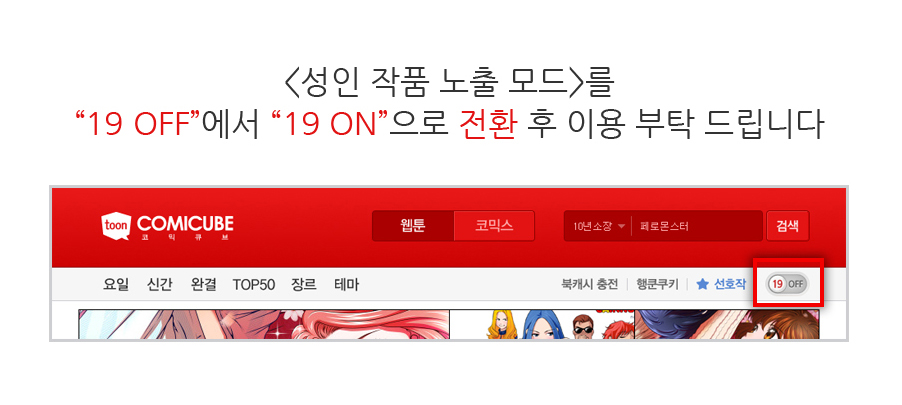 <성인 작품 노출 모드>를
“19 OFF”에서 “19 ON”으로 전환 후 이용 부탁 드립니다
toon COMICUBE
코믹큐브
웹툰 코믹스
10년소장 페로몬스터 검색
요일 신간 완결 TOP50 장르 테마
북캐시 충전 행쿤쿠키 선호작 19 OFF